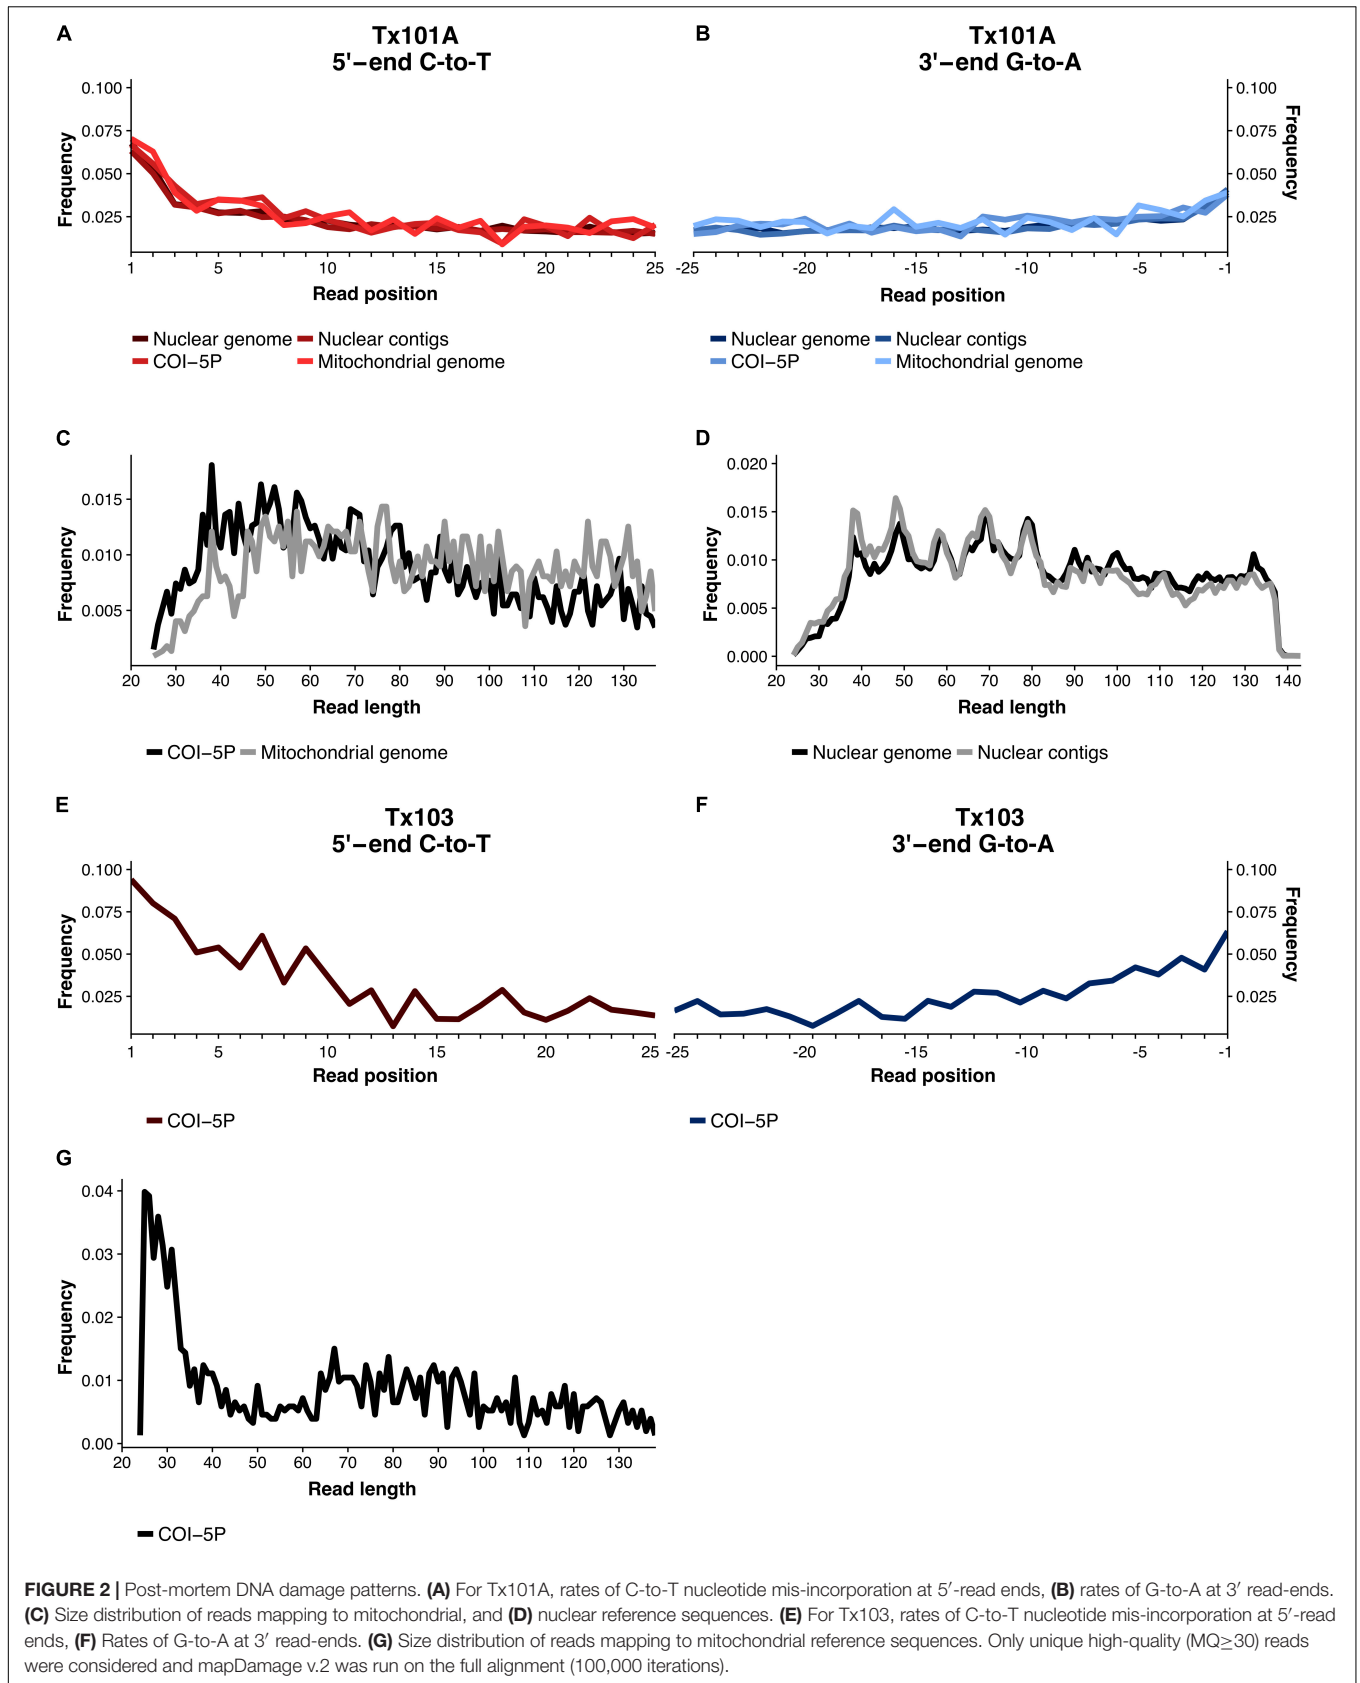 A
Tx101A
5'−end C-to-T
Frequency
0.100
0.075
0.050
0.025
1 5 10 15 20 25
Read position
Nuclear genome Nuclear contigs
COI−5P Mitochondrial genome
B
Tx101A
3'−end G-to-A
0.100
0.075
0.050
0.025
Frequency
-25 -20 -15 -10 -5 -1
Read position
Nuclear genome Nuclear contigs
COI−5P Mitochondrial genome
C
Frequency
0.015
0.010
0.005
20 30 40 50 60 70 80 90 100 110 120 130
Read length
COI−5P Mitochondrial genome
D
Frequency
0.020
0.015
0.010
0.005
0.000
20 30 40 50 60 70 80 90 100 110 120 130 140
Read length
Nuclear genome Nuclear contigs
E
Tx103
5'−end C-to-T
Frequency
0.100
0.075
0.050
0.025
1 5 10 15 20 25
Read position
COI−5P
F
Tx103
3'−end G-to-A
0.100
0.075
0.050
0.025
Frequency
-25 -20 -15 -10 -5 -1
Read position
COI−5P
G
Frequency
0.04
0.03
0.02
0.01
0.00
20 30 40 50 60 70 80 90 100 110 120 130
Read length
COI−5P
FIGURE 2 | Post-mortem DNA damage patterns. (A) For Tx101A, rates of C-to-T nucleotide mis-incorporation at 5′-read ends, (B) rates of G-to-A at 3′ read-ends.
(C) Size distribution of reads mapping to mitochondrial, and (D) nuclear reference sequences. (E) For Tx103, rates of C-to-T nucleotide mis-incorporation at 5′-read
ends, (F) Rates of G-to-A at 3′ read-ends. (G) Size distribution of reads mapping to mitochondrial reference sequences. Only unique high-quality (MQ≥30) reads
were considered and mapDamage v.2 was run on the full alignment (100,000 iterations).